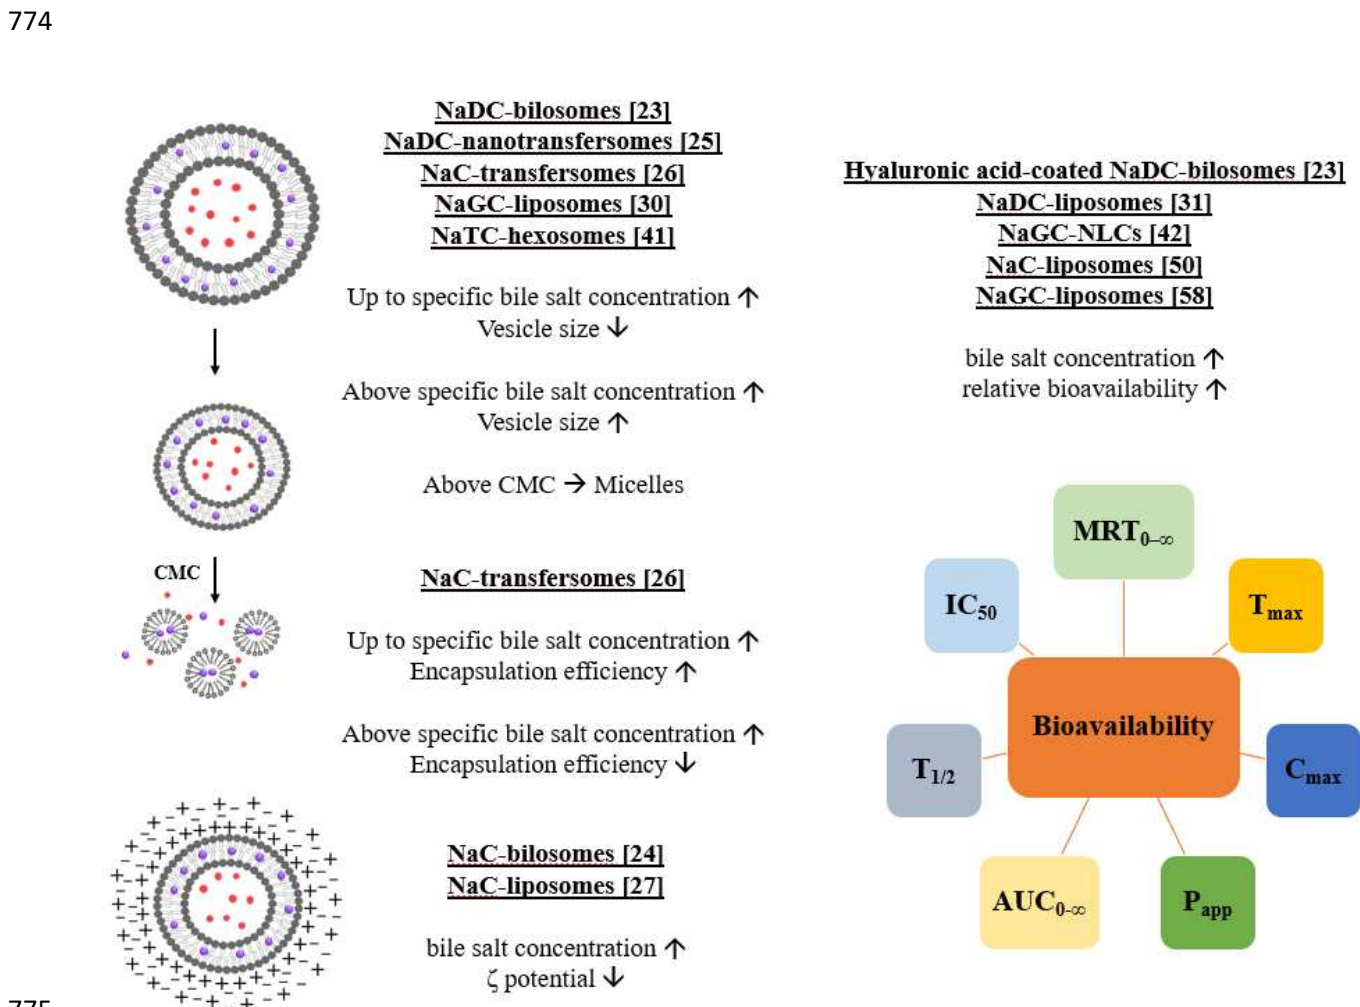 774
NaDC-bilosomes [23]
NaDC-nanotransfersomes [25]
NaC-transfersomes [26]
NaGC-liposomes [30]
NaTC-hexosomes [41]
Up to specific bile salt concentration ↑
Vesicle size ↓
Above specific bile salt concentration ↑
Vesicle size ↑
Above CMC → Micelles
CMC
NaC-transfersomes [26]
Up to specific bile salt concentration ↑
Encapsulation efficiency ↑
Above specific bile salt concentration ↑
Encapsulation efficiency ↓
NaC-bilosomes [24]
NaC-liposomes [27]
bile salt concentration ↑
ζ potential ↓
Hyaluronic acid-coated NaDC-bilosomes [23]
NaDC-liposomes [31]
NaGC-NLCs [42]
NaC-liposomes [50]
NaGC-liposomes [58]
bile salt concentration ↑
relative bioavailability ↑
MRT0–∞
IC50
Tmax
Bioavailability
T1/2
Cmax
AUC0-∞
Papp
775